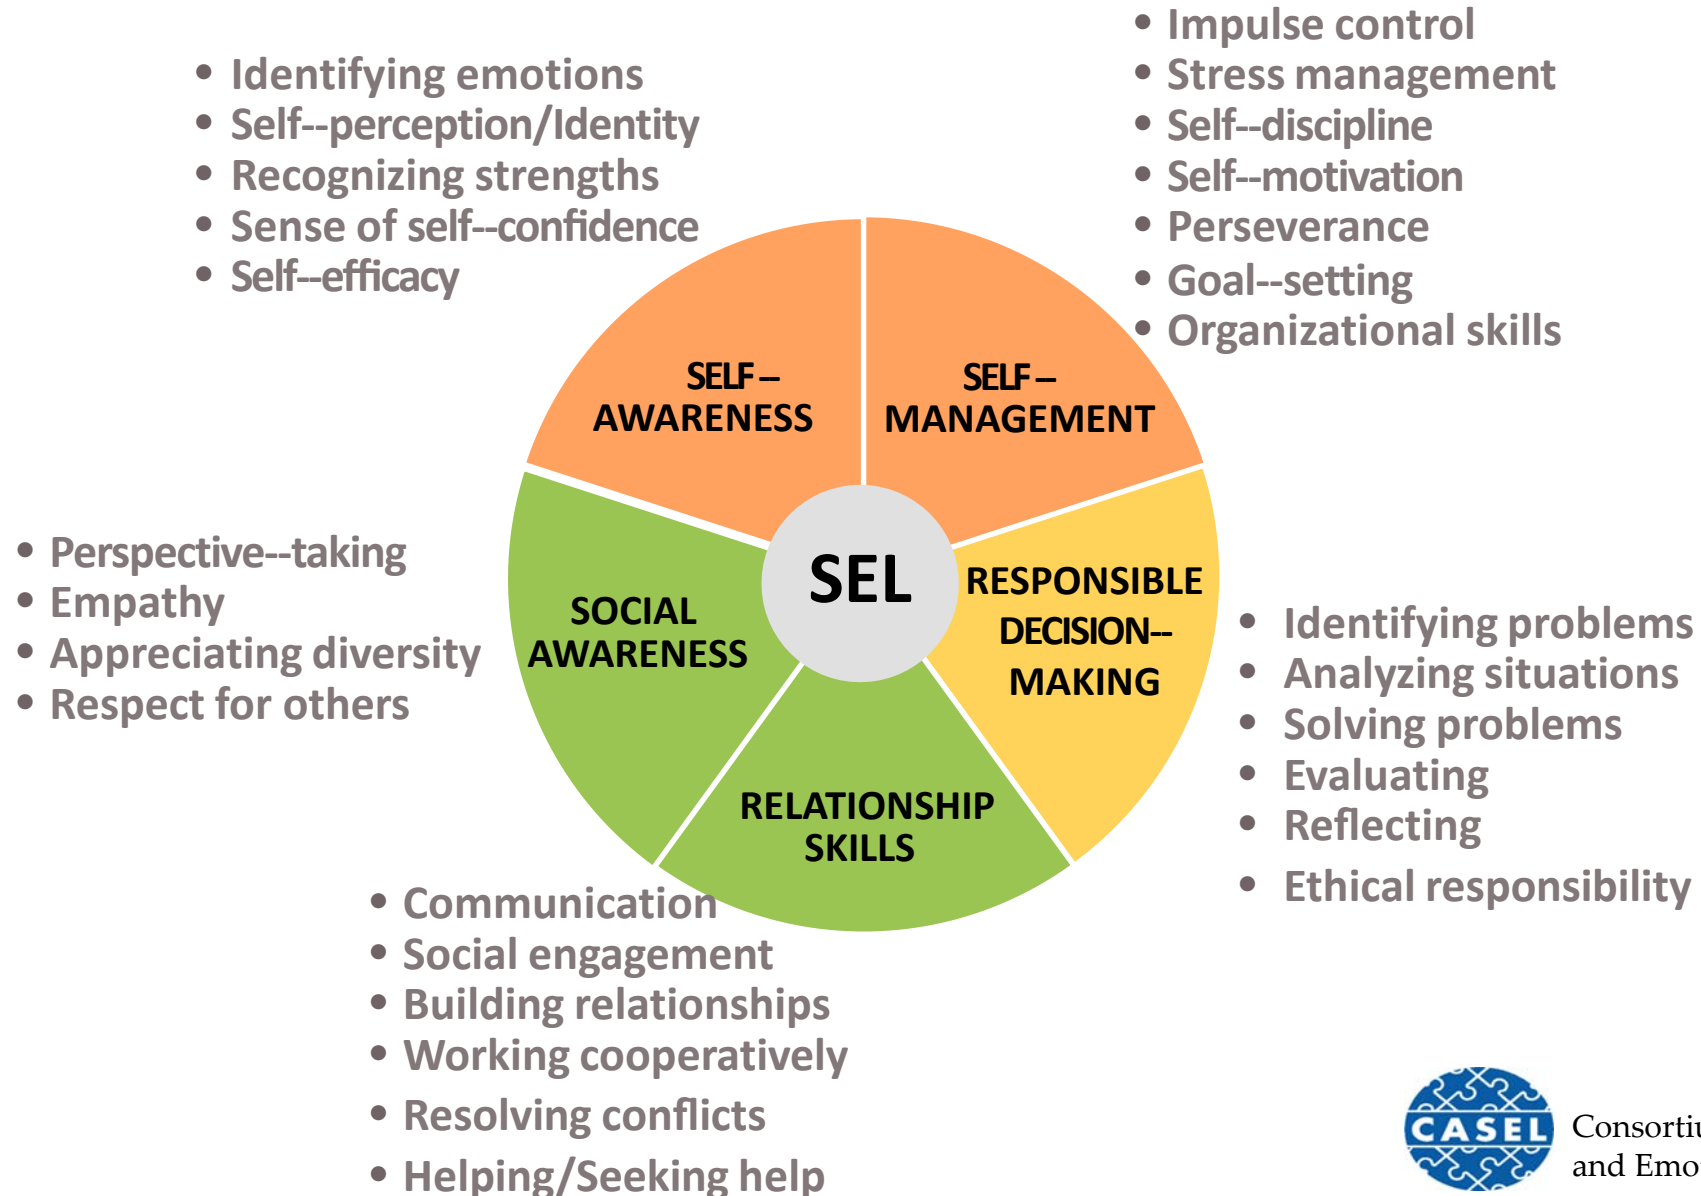 • Identifying emotions
• Self--perception/Identity
• Recognizing strengths
• Sense of self--confidence
• Self--efficacy
• Impulse control
• Stress management
• Self--discipline
• Self--motivation
• Perseverance
• Goal--setting
• Organizational skills
SELF –
AWARENESS
SELF –
MANAGEMENT
• Perspective--taking
• Empathy
• Appreciating diversity
• Respect for others
SOCIAL
AWARENESS
SEL
RESPONSIBLE
DECISION--
MAKING
• Identifying problems
• Analyzing situations
• Solving problems
• Evaluating
• Reflecting
• Ethical responsibility
RELATIONSHIP
SKILLS
• Communication
• Social engagement
• Building relationships
• Working cooperatively
• Resolving conflicts
• Helping/Seeking help
CASEL
and